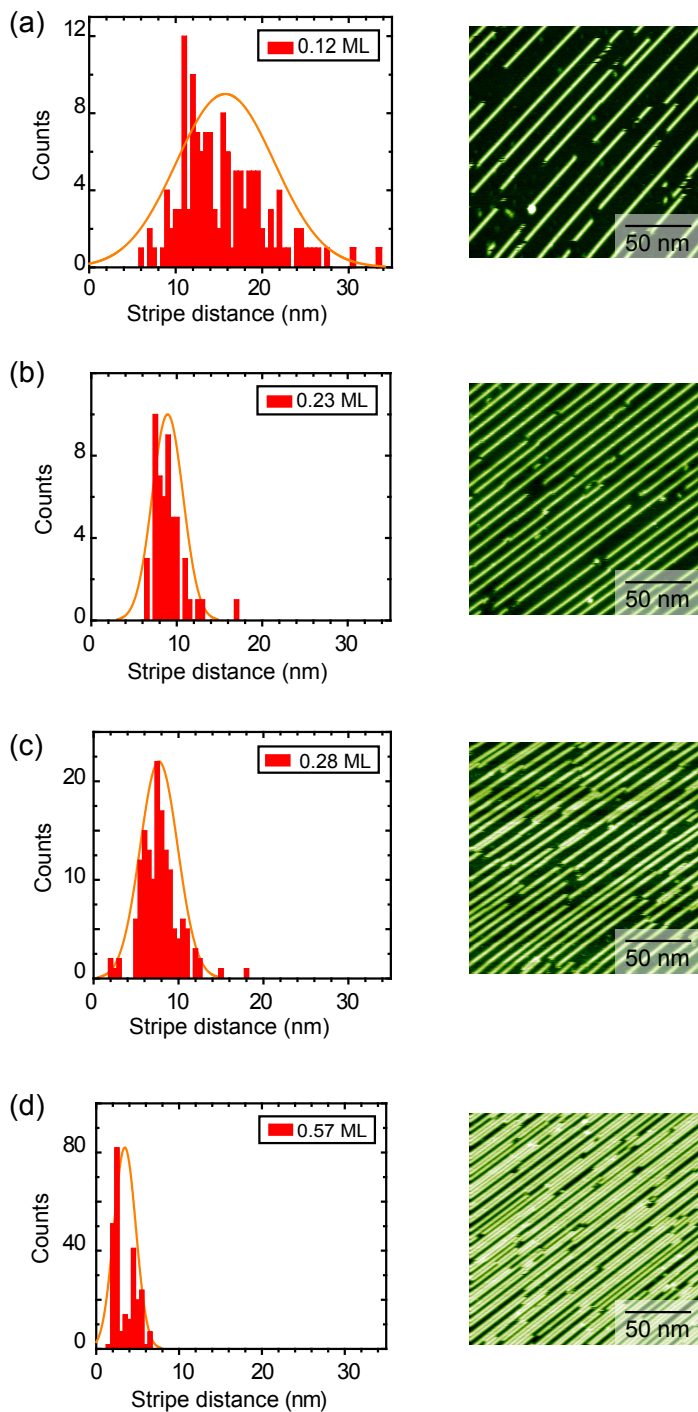 (a)
12
0.12 ML
8
Counts
4
0
0 10 20 30
Stripe distance (nm)
50 nm
(b)
0.23 ML
8
Counts
4
0
0 10 20 30
Stripe distance (nm)
50 nm
(c)
0.28 ML
20
Counts
10
0
0 10 20 30
Stripe distance (nm)
50 nm
(d)
80
0.57 ML
Counts
40
0
0 10 20 30
Stripe distance (nm)
50 nm